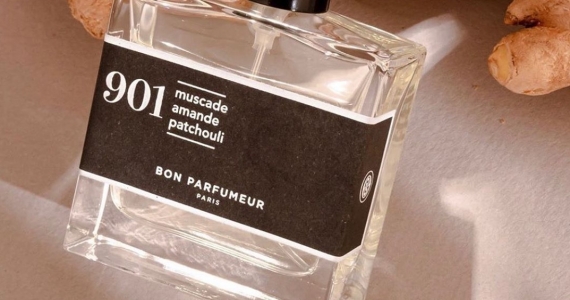 901
muscade
amande
patchouli
BON PARFUMEUR
PARIS